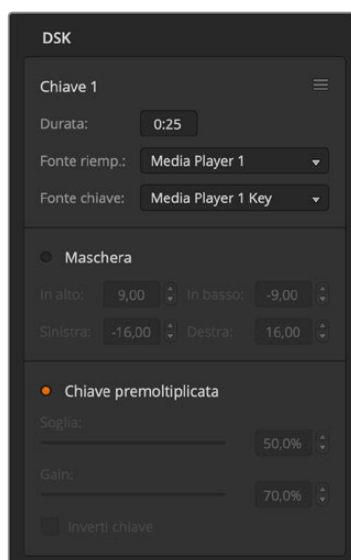 DSK
Chiave 1
Durata: 0:25
Fonte riemp.: Media Player 1
Fonte chiave: Media Player 1 Key
Maschera
In alto: 9,00 In basso: -9,00
Sinistra: -16,00 Destra: 16,00
Chiave premoltiplicata
Soglia:
50,0%
Gain:
70,0%
Inverti chiave